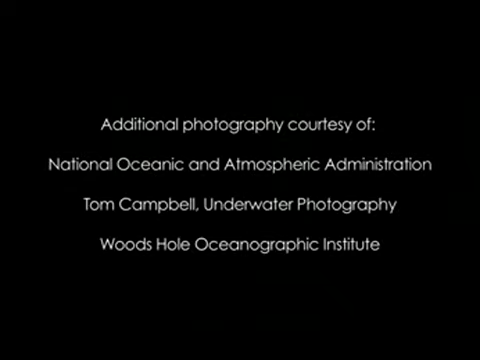 Additional photography courtesy of:
National Oceanic and Atmospheric Administration
Tom Campbell, Underwater Photography
Woods Hole Oceanographic Institute